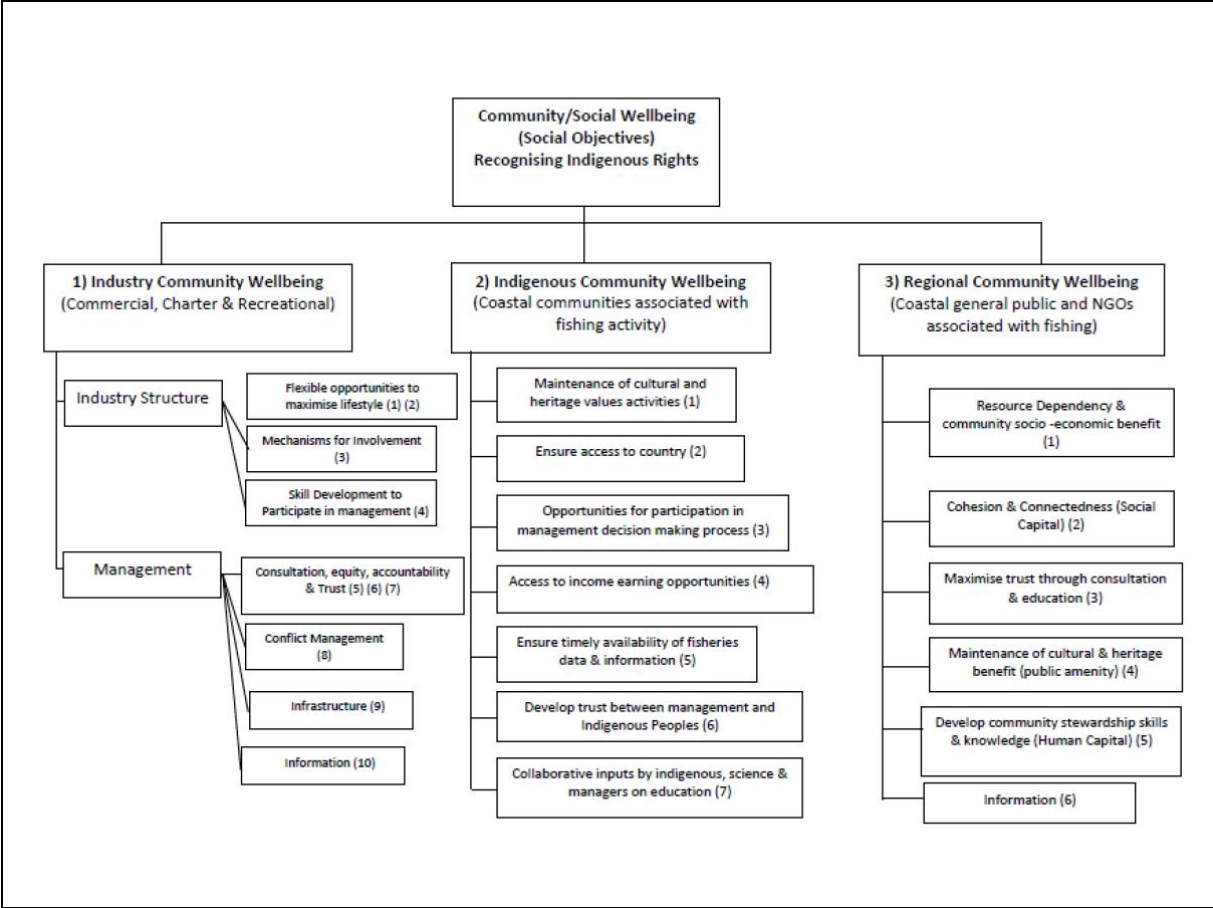 Community/Social Wellbeing
(Social Objectives)
Recognising Indigenous Rights
1) Industry Community Wellbeing
(Commercial, Charter & Recreational)
Industry Structure
Flexible opportunities to
maximise lifestyle (1) (2)
Mechanisms for Involvement
(3)
Skill Development to
Participate in management (4)
Management
Consultation, equity, accountability
& Trust (5) (6) (7)
Conflict Management
(8)
Infrastructure (9)
Information (10)
2) Indigenous Community Wellbeing
(Coastal communities associated with
fishing activity)
Maintenance of cultural and
heritage values activities (1)
Ensure access to country (2)
Opportunities for participation in
management decision making process (3)
Access to income earning opportunities (4)
Ensure timely availability of fisheries
data & information (5)
Develop trust between management and
Indigenous Peoples (6)
Collaborative inputs by indigenous, science &
managers on education (7)
3) Regional Community Wellbeing
(Coastal general public and NGOs
associated with fishing)
Resource Dependency &
community socio -economic benefit
(1)
Cohesion & Connectedness (Social
Capital) (2)
Maximise trust through consultation
& education (3)
Maintenance of cultural & heritage
benefit (public amenity) (4)
Develop community stewardship skills
& knowledge (Human Capital) (5)
Information (6)